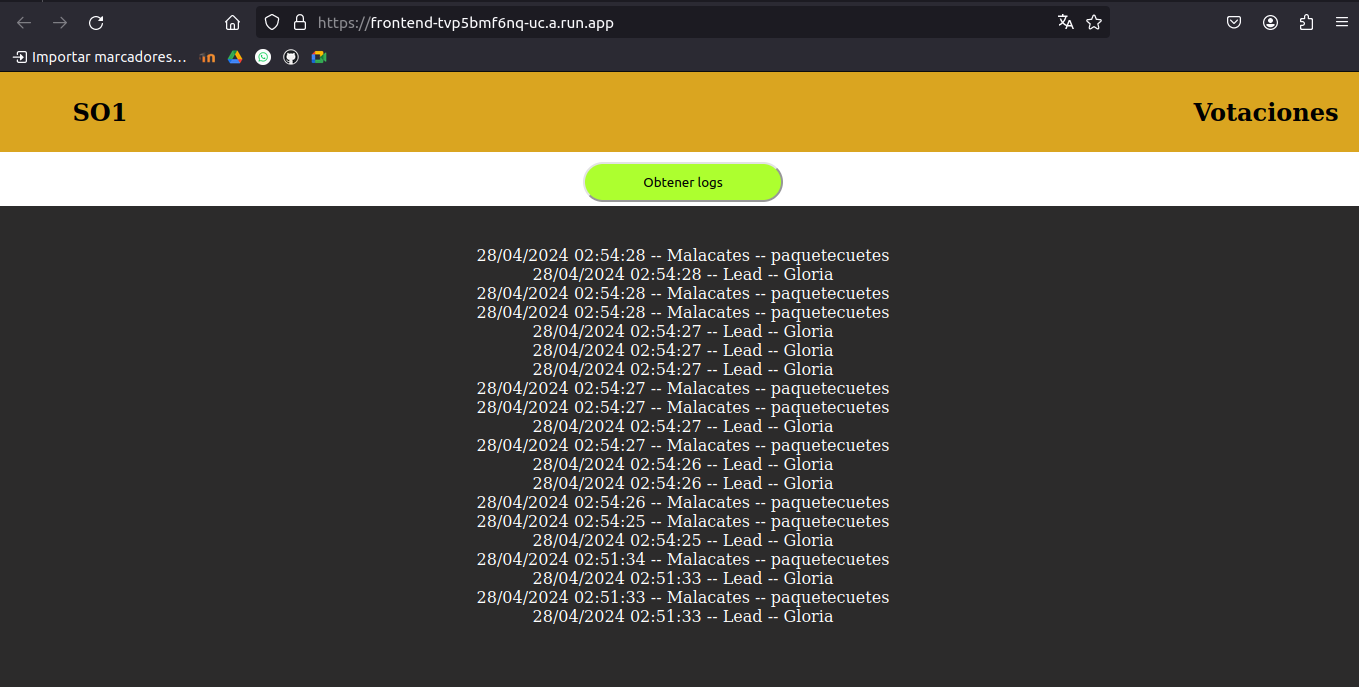 https://frontend-tvp5bmf6nq-uc.a.run.app
Importar marcadores...
SO1
Votaciones
Obtener logs
28/04/2024 02:54:28 -- Malacates -- paquetecuetes
28/04/2024 02:54:28 -- Lead -- Gloria
28/04/2024 02:54:28 -- Malacates -- paquetecuetes
28/04/2024 02:54:28 -- Malacates -- paquetecuetes
28/04/2024 02:54:27 -- Lead -- Gloria
28/04/2024 02:54:27 -- Lead -- Gloria
28/04/2024 02:54:27 -- Lead -- Gloria
28/04/2024 02:54:27 -- Malacates -- paquetecuetes
28/04/2024 02:54:27 -- Malacates -- paquetecuetes
28/04/2024 02:54:27 -- Lead -- Gloria
28/04/2024 02:54:27 -- Malacates -- paquetecuetes
28/04/2024 02:54:26 -- Lead -- Gloria
28/04/2024 02:54:26 -- Lead -- Gloria
28/04/2024 02:54:26 -- Malacates -- paquetecuetes
28/04/2024 02:54:25 -- Malacates -- paquetecuetes
28/04/2024 02:54:25 -- Lead -- Gloria
28/04/2024 02:51:34 -- Malacates -- paquetecuetes
28/04/2024 02:51:33 -- Lead -- Gloria
28/04/2024 02:51:33 -- Malacates -- paquetecuetes
28/04/2024 02:51:33 -- Lead -- Gloria